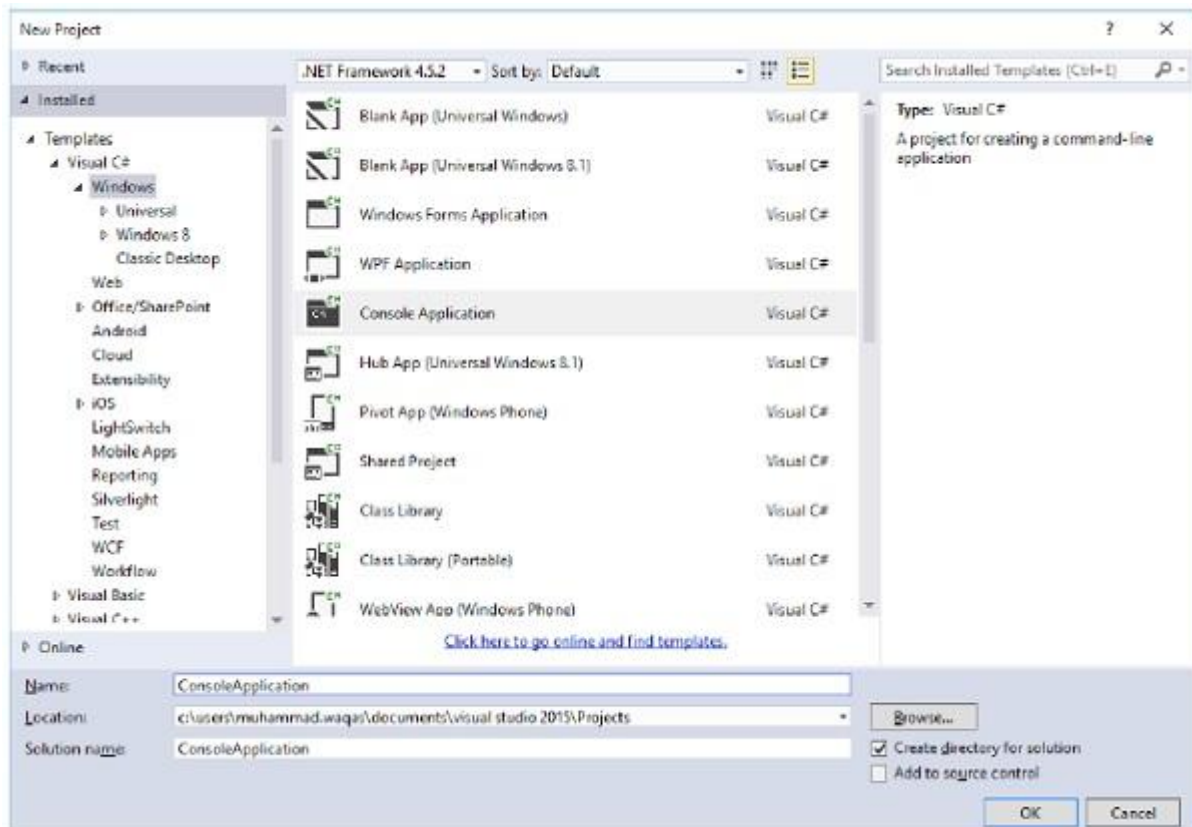 New Project
Recent
.NET Framework 4.5.2 Sort by: Default
Search Installed Templates (Ctrl+E)
Installed
Templates
Visual C#
Windows
Universal
Windows 8
Classic Desktop
Web
Office/SharePoint
Android
Cloud
Extensibility
iOS
LightSwitch
Mobile Apps
Reporting
Silverlight
Test
WCF
Workflow
Visual Basic
Visual C++
Online
Blank App (Universal Windows) Visual C#
Blank App (Universal Windows 8.1) Visual C#
Windows Forms Application Visual C#
WPF Application Visual C#
Console Application Visual C#
Hub App (Universal Windows 8.1) Visual C#
Pivot App (Windows Phone) Visual C#
Shared Project Visual C#
Class Library Visual C#
Class Library (Portable) Visual C#
WebView App (Windows Phone) Visual C#
Click here to go online and find templates.
Type: Visual C#
A project for creating a command-line
application
Name: ConsoleApplication
Location: c:\users\muhammad.waqas\documents\visual studio 2015\Projects
Browse...
Solution name: ConsoleApplication
Create directory for solution
Add to source control
OK Cancel